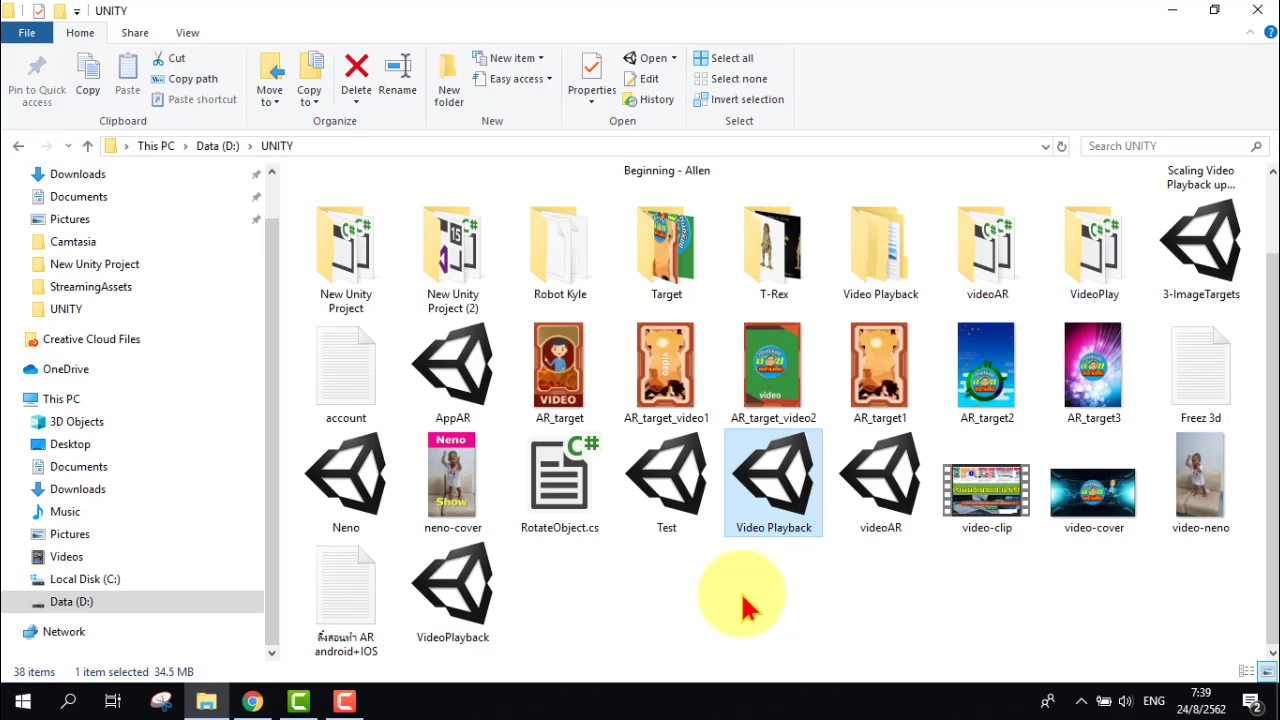 UNITY
File Home Share View
Pin to Quick access
Copy
Paste
Cut
Copy path
Paste shortcut
Clipboard
Move to
Copy to
Delete
Rename
Organize
New folder
New item
Easy access
New
Properties
Open
Edit
History
Open
Select all
Select none
Invert selection
Select
This PC > Data (D:) > UNITY
Search UNITY
Downloads
Documents
Pictures
Camtasia
New Unity Project
StreamingAssets
UNITY
Creative Cloud Files
OneDrive
This PC
3D Objects
Desktop
Documents
Downloads
Music
Pictures
Videos
Local Disk (C:)
Data (D:)
Network
Beginning - Allen
Scaling Video
Playback up...
New Unity
Project
New Unity
Project (2)
Robot Kyle
Target
T-Rex
Video Playback
videoAR
VideoPlay
3-ImageTargets
VIDEO
video
video
account
AppAR
AR_target
AR_target_video1
AR_target_video2
AR_target1
AR_target2
AR_target3
Freez 3d
Neno
Show
C#
Neno
neno-cover
RotateObject.cs
Test
Video Playback
videoAR
video-clip
video-cover
video-neno
ลิ้งสอนทำ AR
android+IOS
VideoPlayback
38 items 1 item selected 34.5 MB
ENG
7:39
24/8/2562
2